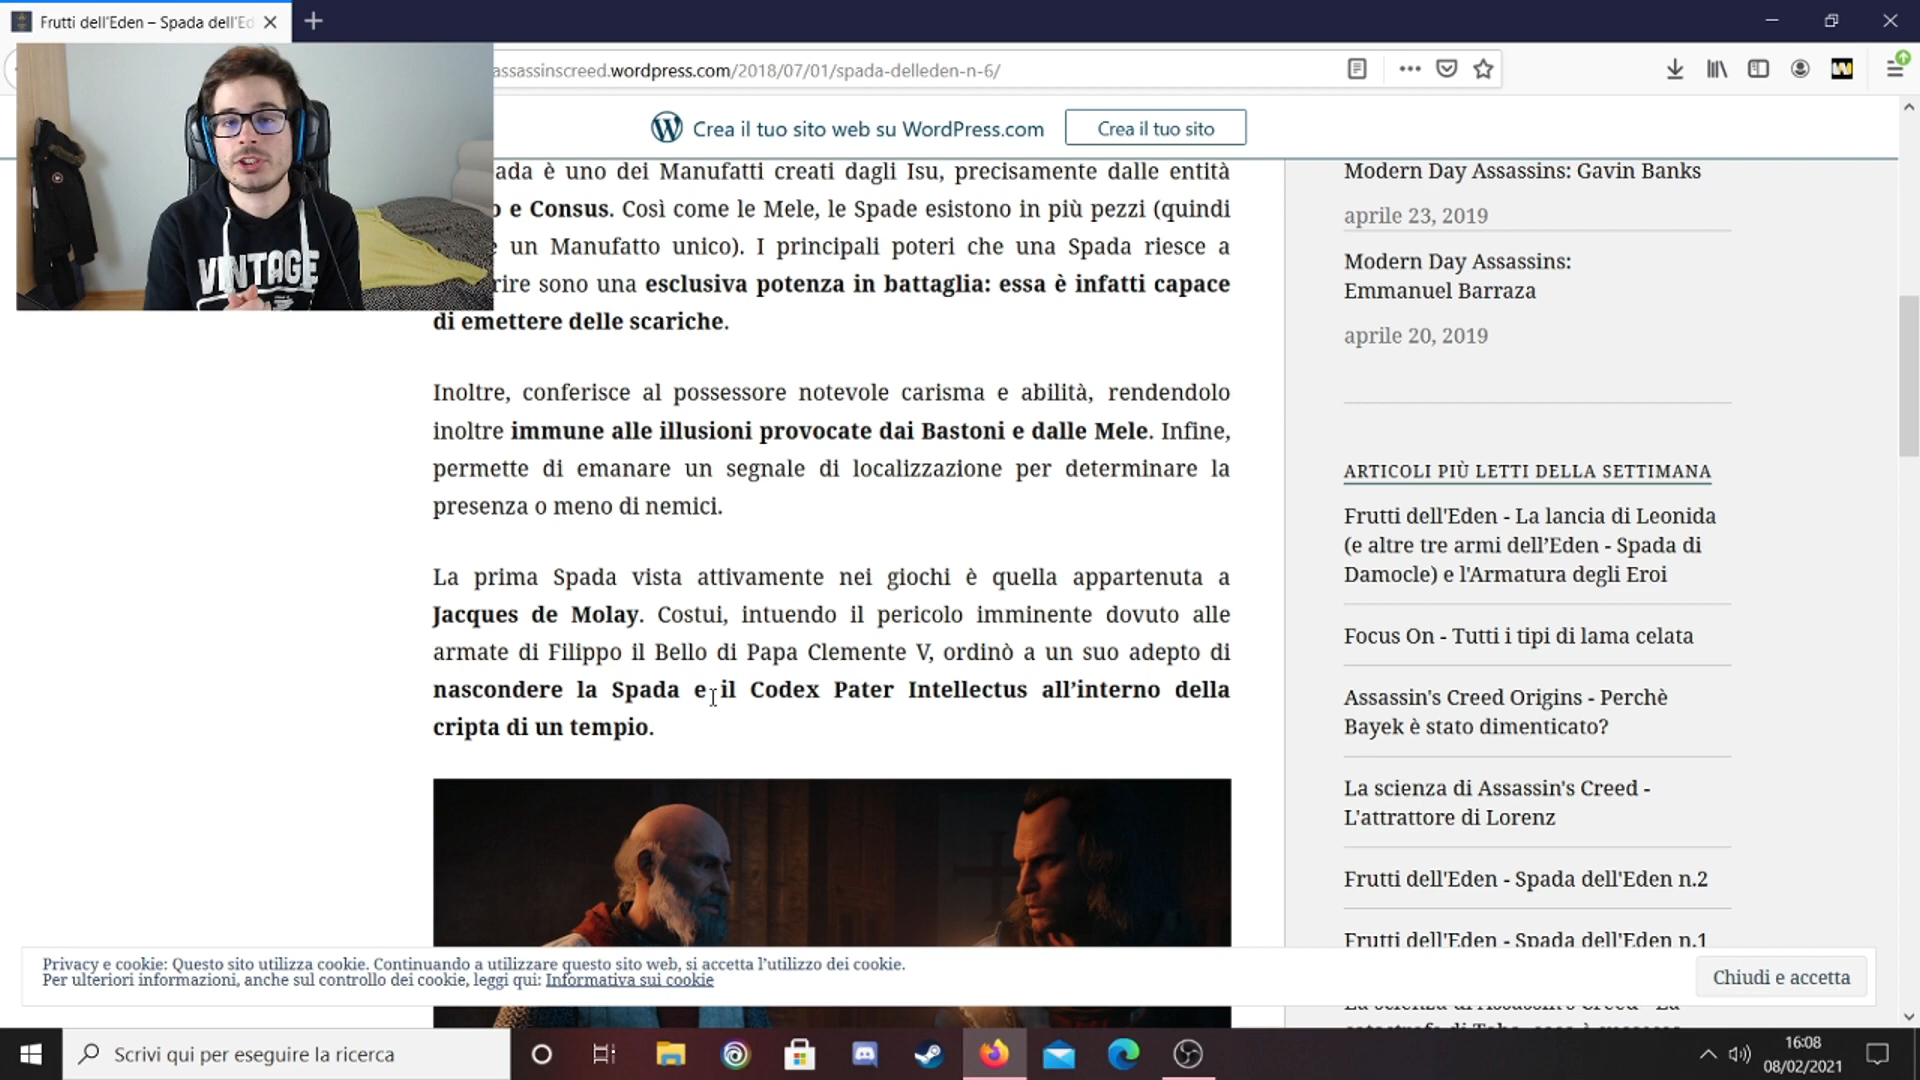 Frutti dell'Eden – Spada dell'Ed
assassinscreed.wordpress.com/2018/07/01/spada-delleden-n-6/
Crea il tuo sito web su WordPress.com
Crea il tuo sito
ada è uno dei Manufatti creati dagli Isu, precisamente dalle entità
o e Consus. Così come le Mele, le Spade esistono in più pezzi (quindi
e un Manufatto unico). I principali poteri che una Spada riesce a
rire sono una esclusiva potenza in battaglia: essa è infatti capace
di emettere delle scariche.
Inoltre, conferisce al possessore notevole carisma e abilità, rendendolo
inoltre immune alle illusioni provocate dai Bastoni e dalle Mele. Infine,
permette di emanare un segnale di localizzazione per determinare la
presenza o meno di nemici.
La prima Spada vista attivamente nei giochi è quella appartenuta a
Jacques de Molay. Costui, intuendo il pericolo imminente dovuto alle
armate di Filippo il Bello di Papa Clemente V, ordinò a un suo adepto di
nascondere la Spada e il Codex Pater Intellectus all'interno della
cripta di un tempio.
Modern Day Assassins: Gavin Banks
aprile 23, 2019
Modern Day Assassins:
Emmanuel Barraza
aprile 20, 2019
ARTICOLI PIÙ LETTI DELLA SETTIMANA
Frutti dell'Eden - La lancia di Leonida
(e altre tre armi dell’Eden - Spada di
Damocle) e l'Armatura degli Eroi
Focus On - Tutti i tipi di lama celata
Assassin's Creed Origins - Perchè
Bayek è stato dimenticato?
La scienza di Assassin's Creed -
L'attrattore di Lorenz
Frutti dell'Eden - Spada dell'Eden n.2
Frutti dell'Eden - Spada dell'Eden n.1
VINTAGE
Privacy e cookie: Questo sito utilizza cookie. Continuando a utilizzare questo sito web, si accetta l’utilizzo dei cookie.
Per ulteriori informazioni, anche sul controllo dei cookie, leggi qui: Informativa sui cookie
Chiudi e accetta
Scrivi qui per eseguire la ricerca
16:08
08/02/2021